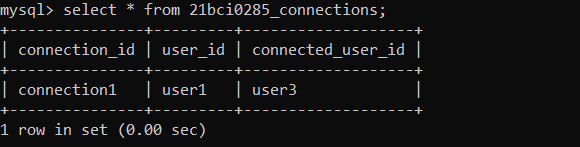 mysql> select * from 21bci0285_connections;
+---------------+---------+-------------------+
| connection_id | user_id | connected_user_id |
+---------------+---------+-------------------+
| connection1   | user1   | user3             |
+---------------+---------+-------------------+
1 row in set (0.00 sec)